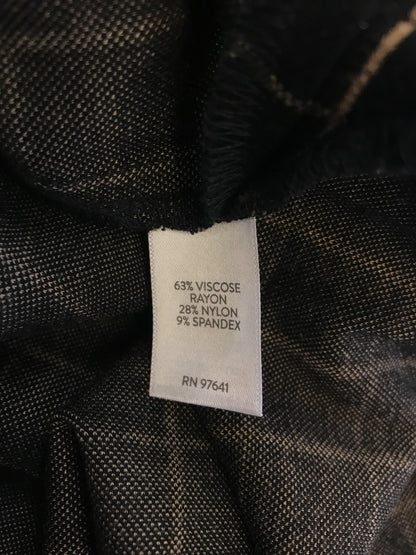 63% VISCOSE
RAYON
28% NYLON
9% SPANDEX
RN 97641